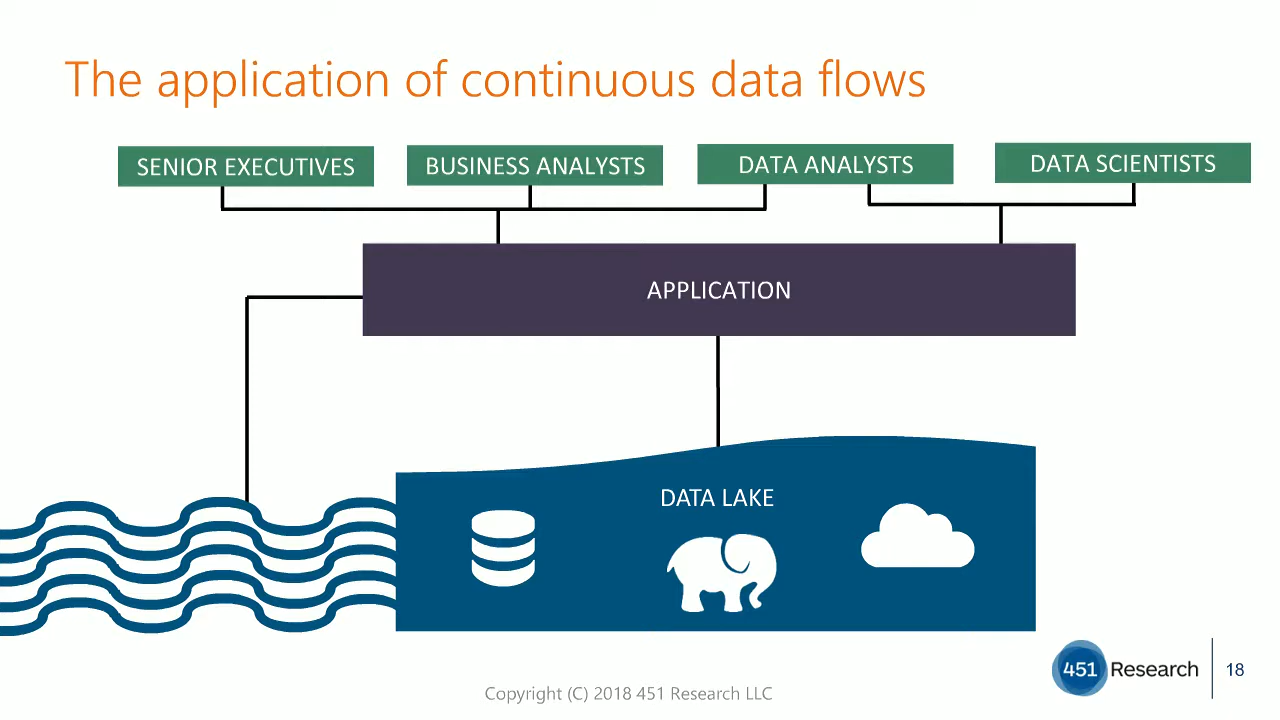 The application of continuous data flows
SENIOR EXECUTIVES
BUSINESS ANALYSTS
DATA ANALYSTS
DATA SCIENTISTS
APPLICATION
DATA LAKE
451 Research
18
Copyright (C) 2018 451 Research LLC